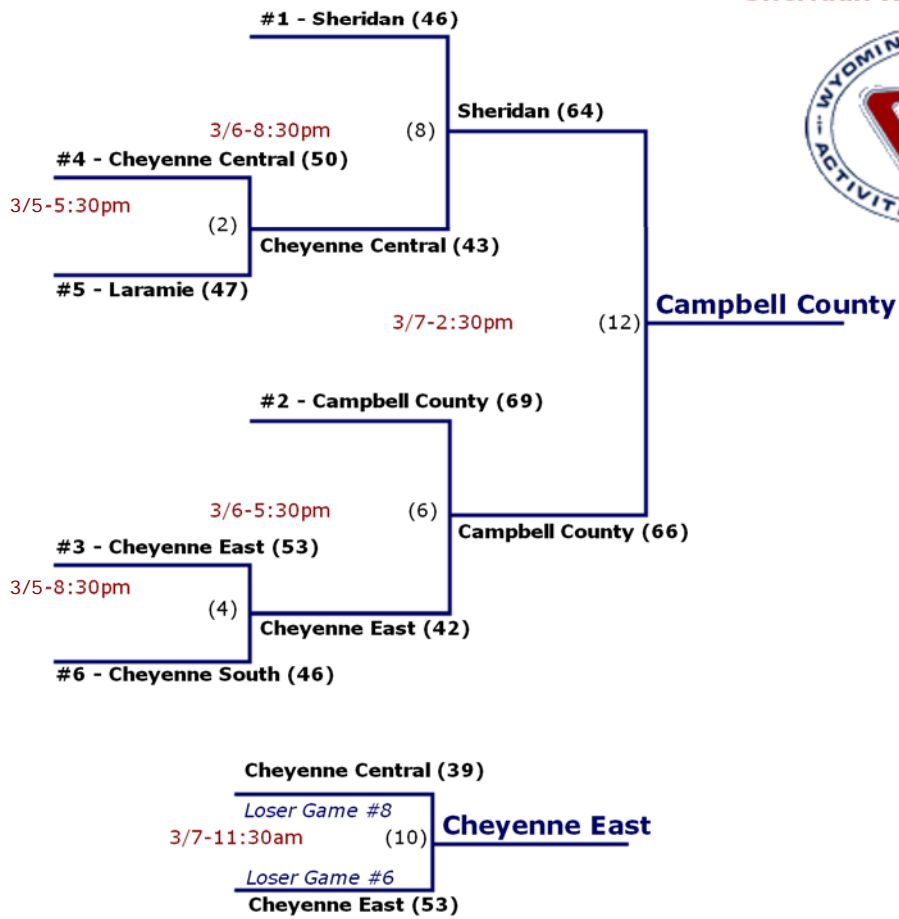 #1 - Sheridan (46)
WYOMIN
ACTIVITI
Sheridan (64)
3/6-8:30pm
(8)
#4 - Cheyenne Central (50)
3/5-5:30pm
(2)
Cheyenne Central (43)
#5 - Laramie (47)
Campbell County
3/7-2:30pm
(12)
#2 - Campbell County (69)
3/6-5:30pm
(6)
Campbell County (66)
#3 - Cheyenne East (53)
3/5-8:30pm
(4)
Cheyenne East (42)
#6 - Cheyenne South (46)
Cheyenne Central (39)
Loser Game #8
3/7-11:30am
(10)
Cheyenne East
Loser Game #6
Cheyenne East (53)